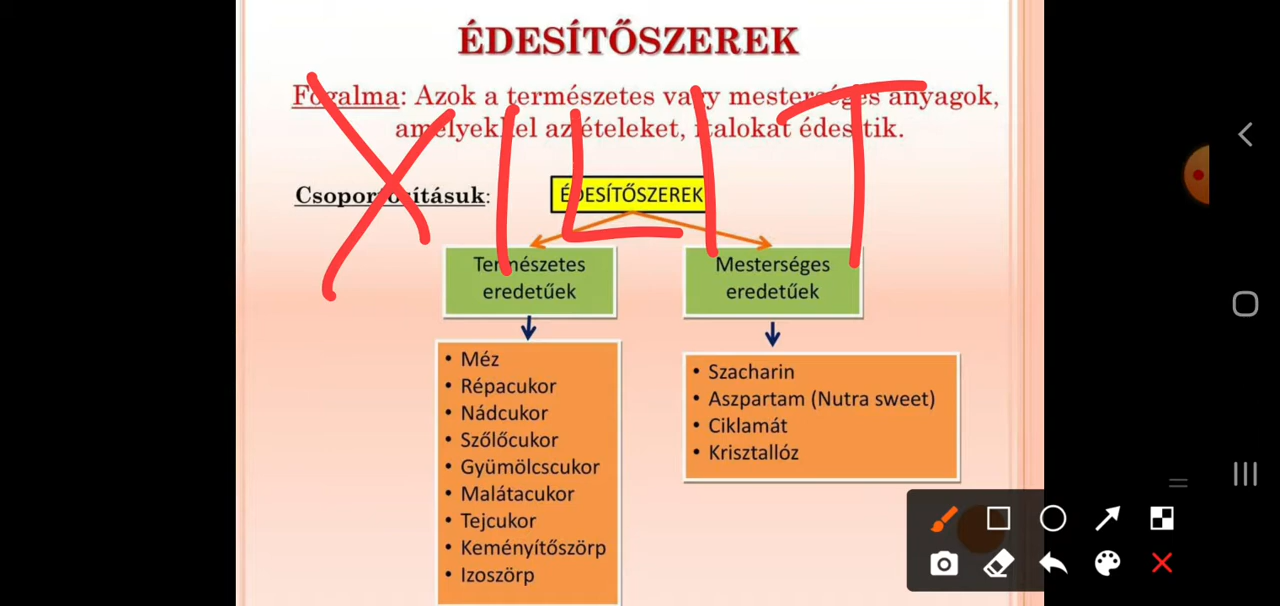 ÉDESÍTŐSZEREK
Fogalma: Azok a természetes vagy mesterséges anyagok,
amelyekkel az ételeket, italokat édesítik.
XILIT
Csoportosításuk:
ÉDESÍTŐSZEREK
Természetes
eredetűek
Méz
Répacukor
Nádcukor
Szőlőcukor
Gyümölcscukor
Malátacukor
Tejcukor
Keményítőszörp
Izoszörp
Mesterséges
eredetűek
Szacharin
Aszpartam (Nutra sweet)
Ciklamát
Krisztallóz